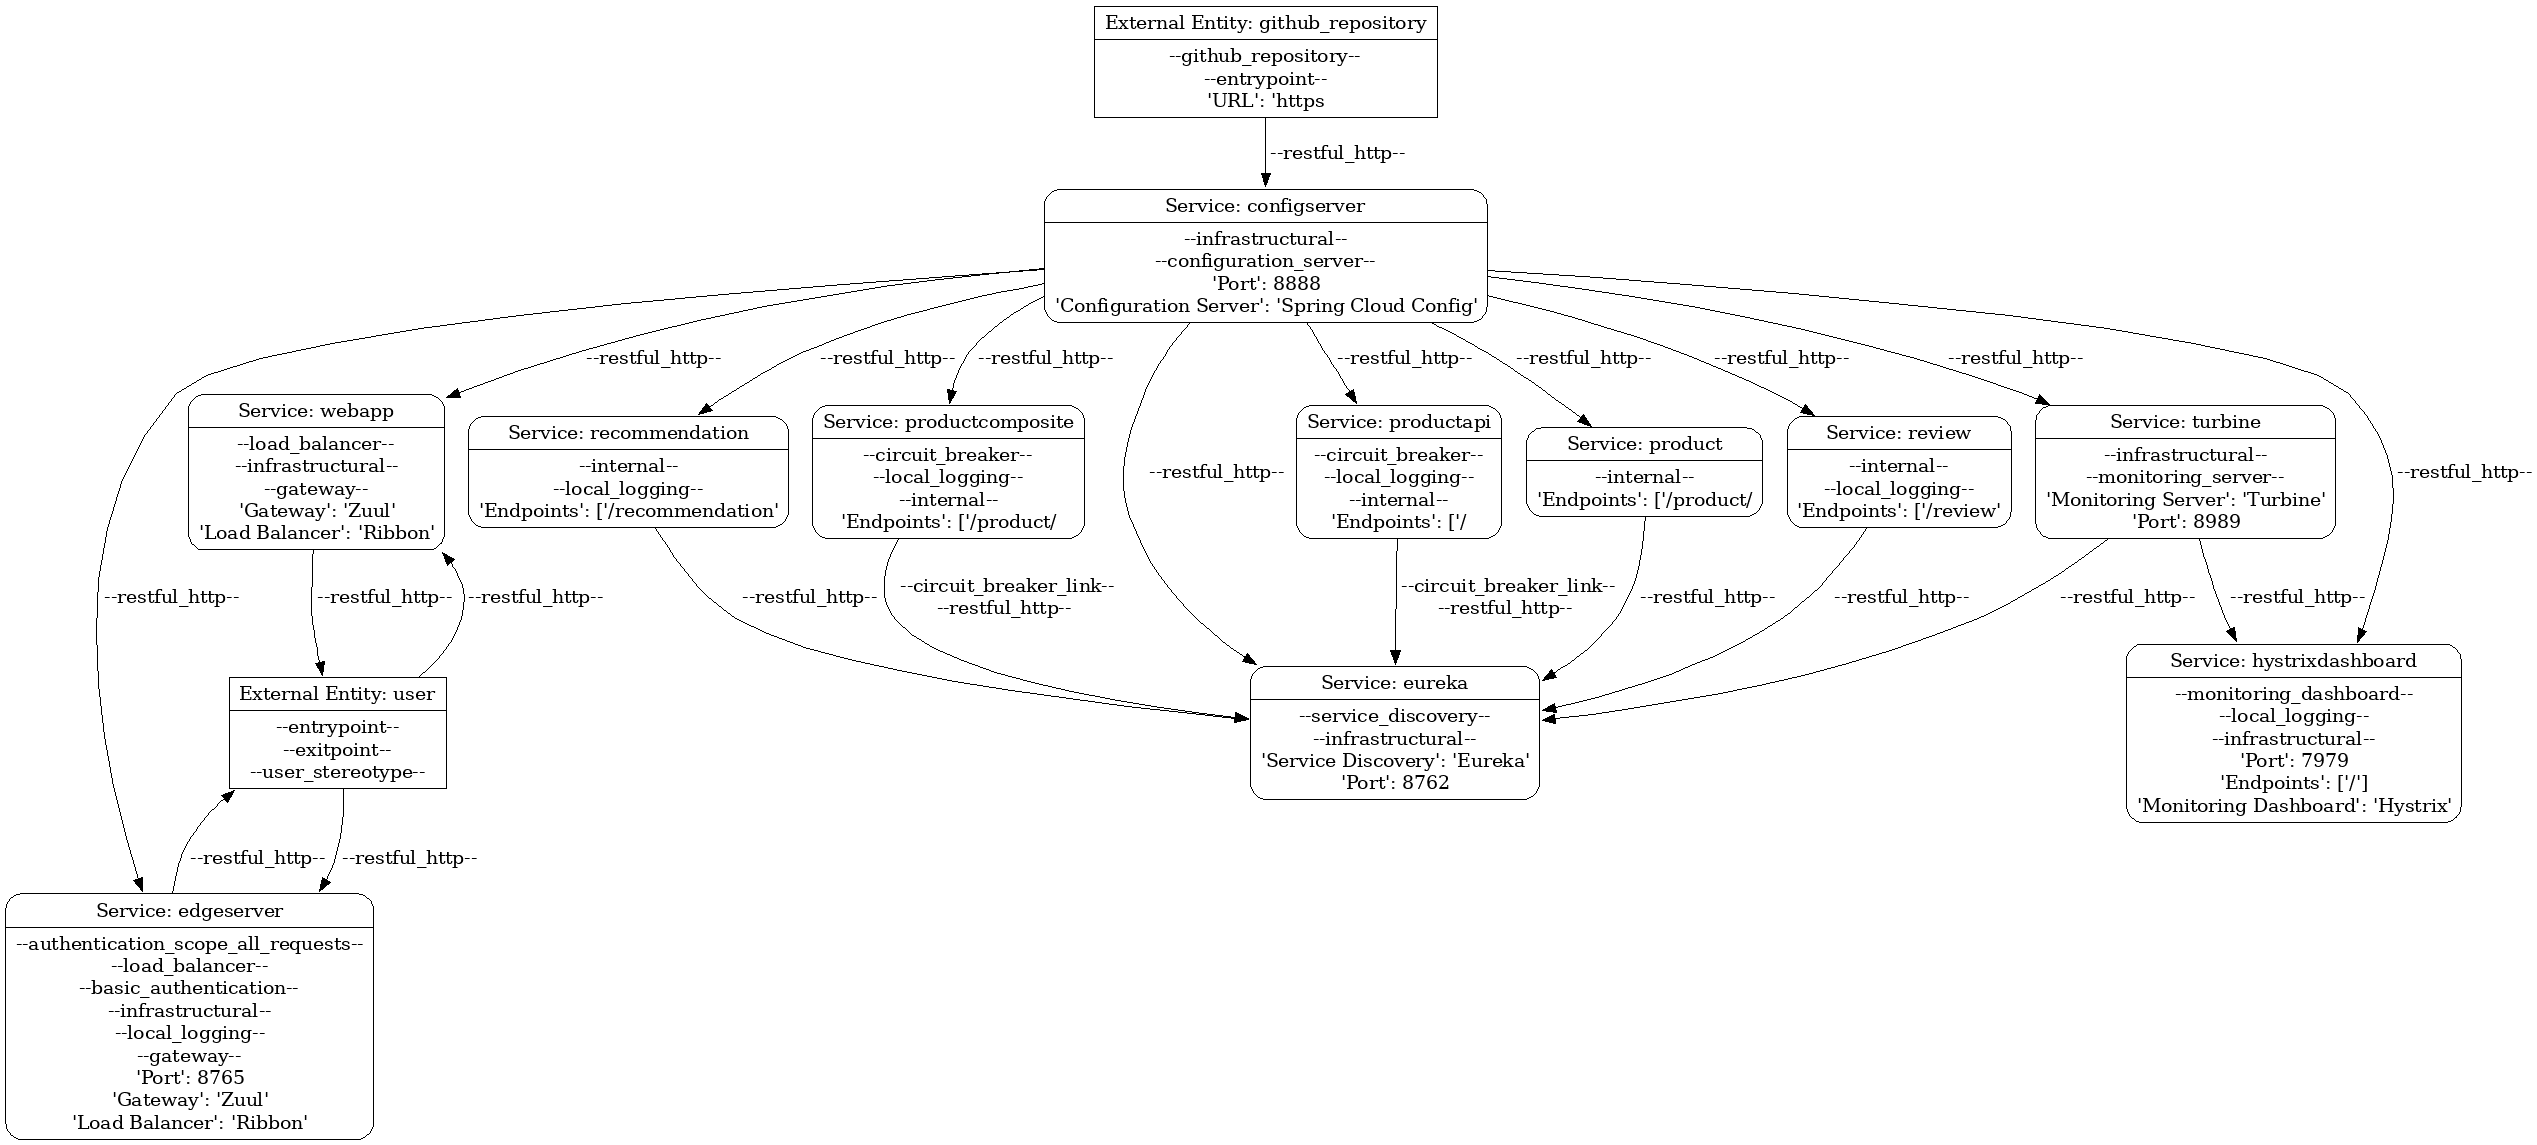 External Entity: github_repository
--github_repository--
--entrypoint--
'URL': 'https
--restful_http--
Service: configserver
--infrastructural--
--configuration_server--
'Port': 8888
'Configuration Server': 'Spring Cloud Config'
--restful_http--
--restful_http--
--restful_http--
--restful_http--
--restful_http--
--restful_http--
--restful_http--
--restful_http--
--restful_http--
Service: webapp
--load_balancer--
--infrastructural--
--gateway--
'Gateway': 'Zuul'
'Load Balancer': 'Ribbon'
Service: recommendation
--internal--
--local_logging--
'Endpoints': ['/recommendation'
Service: productcomposite
--circuit_breaker--
--local_logging--
--internal--
'Endpoints': ['/product/
Service: productapi
--circuit_breaker--
--local_logging--
--internal--
'Endpoints': ['/
Service: product
--internal--
'Endpoints': ['/product/
Service: review
--internal--
--local_logging--
'Endpoints': ['/review'
Service: turbine
--infrastructural--
--monitoring_server--
'Monitoring Server': 'Turbine'
'Port': 8989
--restful_http--
--restful_http--
--restful_http--
--restful_http--
--circuit_breaker_link--
--restful_http--
--circuit_breaker_link--
--restful_http--
--restful_http--
--restful_http--
--restful_http--
--restful_http--
External Entity: user
--entrypoint--
--exitpoint--
--user_stereotype--
Service: eureka
--service_discovery--
--infrastructural--
'Service Discovery': 'Eureka'
'Port': 8762
Service: hystrixdashboard
--monitoring_dashboard--
--local_logging--
--infrastructural--
'Port': 7979
'Endpoints': ['/']
'Monitoring Dashboard': 'Hystrix'
--restful_http--
--restful_http--
Service: edgeserver
--authentication_scope_all_requests--
--load_balancer--
--basic_authentication--
--infrastructural--
--local_logging--
--gateway--
'Port': 8765
'Gateway': 'Zuul'
'Load Balancer': 'Ribbon'